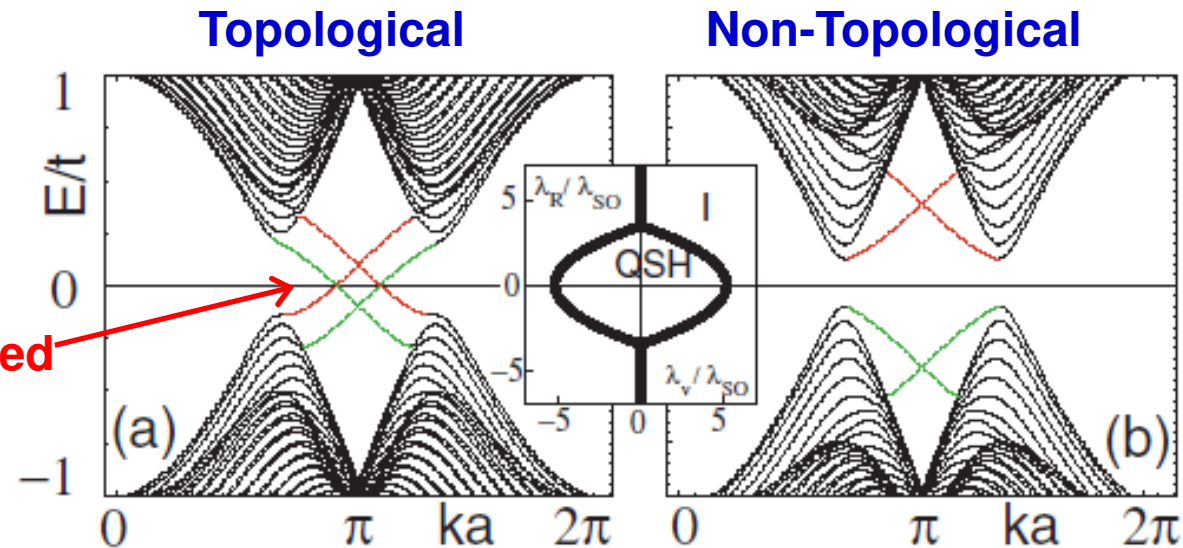 Topological
Non-Topological
1
E/t
0
-1
ed
(a)
0
π
ka
2π
5
λR/ λSO
I
QSH
0
-5
λν/ λSO
-5
0
5
(b)
0
π
ka
2π